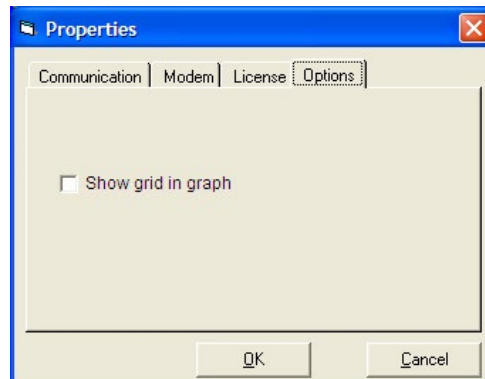 Properties
Communication Modem License Options
Show grid in graph
OK Cancel